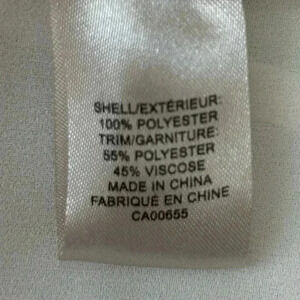 SHELL/EXTÉRIEUR:
100% POLYESTER
TRIM/GARNITURE:
55% POLYESTER
45% VISCOSE
MADE IN CHINA
FABRIQUÉ EN CHINE
CA00655